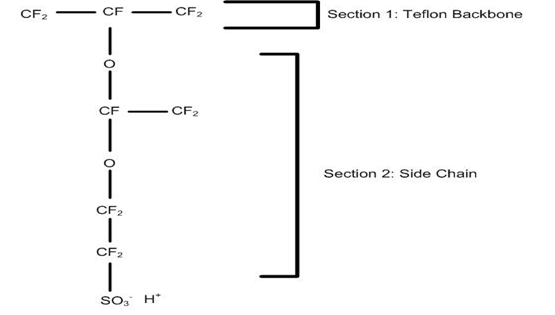 CF₂ CF CF₂ Section 1: Teflon Backbone
O
CF CF₂
O
Section 2: Side Chain
CF₂
CF₂
SO₃⁻ H⁺